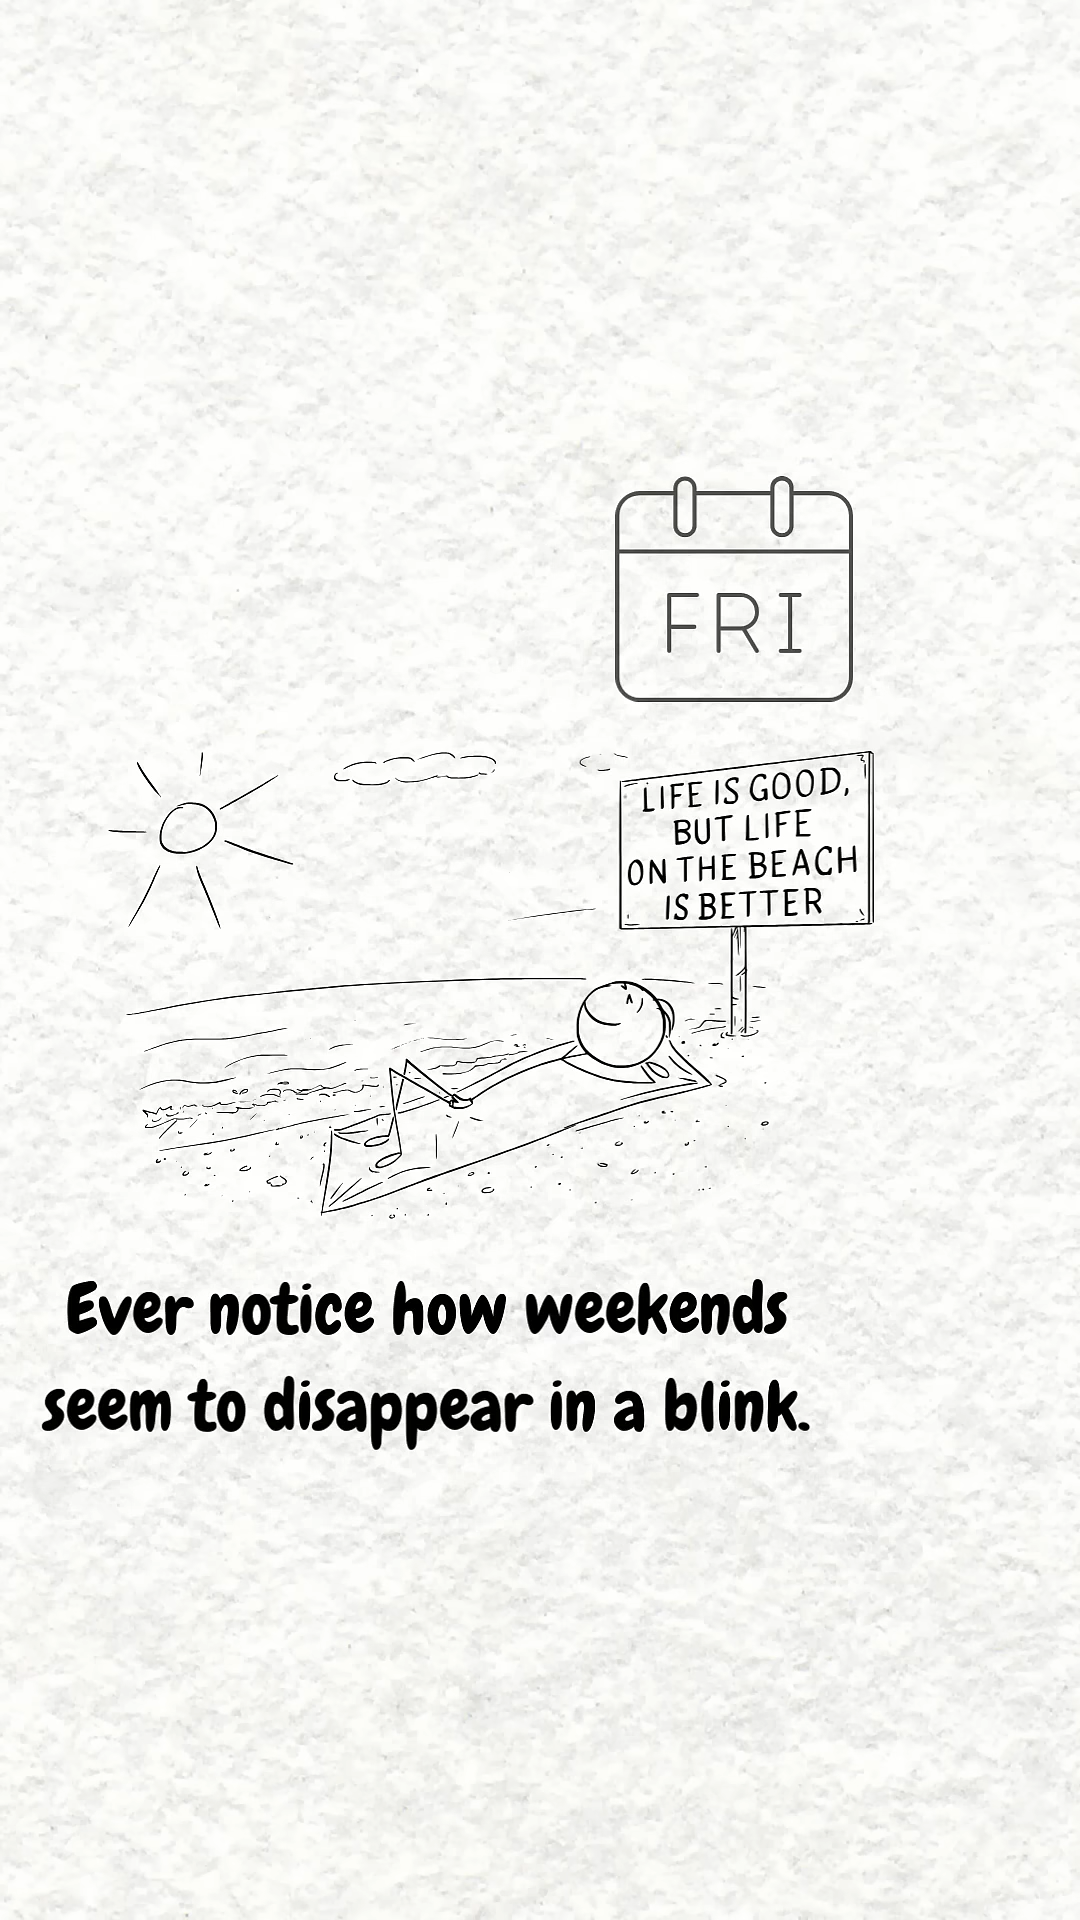 FRI
LIFE IS GOOD,
BUT LIFE
ON THE BEACH
IS BETTER
Ever notice how weekends
seem to disappear in a blink.